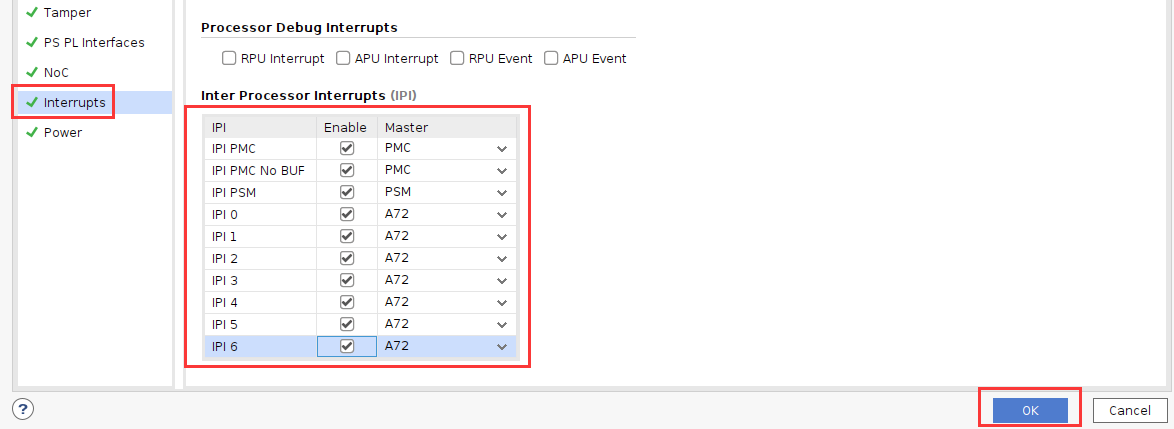 Tamper
PS PL Interfaces
NoC
Interrupts
Power
Processor Debug Interrupts
RPU Interrupt APU Interrupt RPU Event APU Event
Inter Processor Interrupts (IPI)
IPI Enable Master
IPI PMC PMC
IPI PMC No BUF PMC
IPI PSM PSM
IPI 0 A72
IPI 1 A72
IPI 2 A72
IPI 3 A72
IPI 4 A72
IPI 5 A72
IPI 6 A72
? OK Cancel